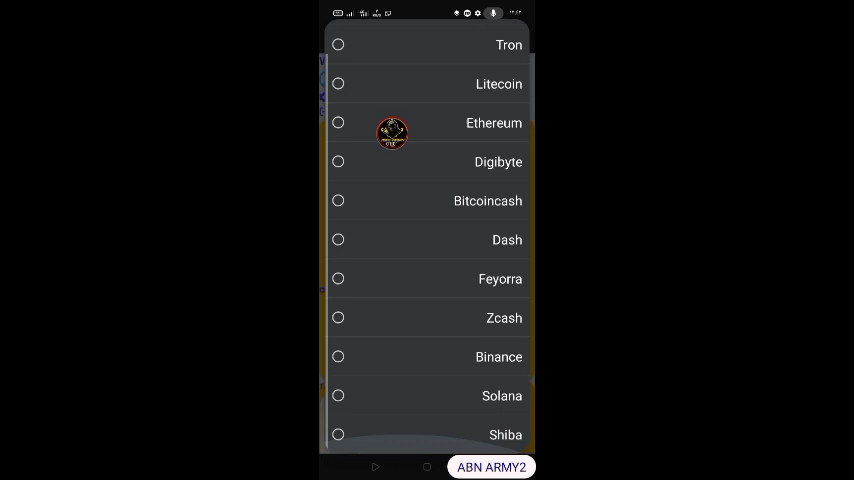 Tron
Litecoin
Ethereum
Digibyte
Bitcoincash
Dash
Feyorra
Zcash
Binance
Solana
Shiba
ABN ARMY2